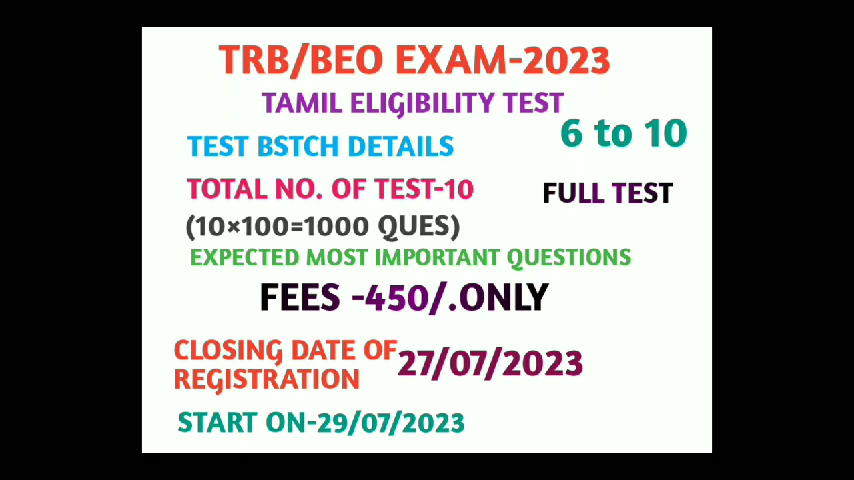 TRB/BEO EXAM-2023
TAMIL ELIGIBILITY TEST
6 to 10
TEST BSTCH DETAILS
TOTAL NO. OF TEST-10
FULL TEST
(10×100=1000 QUES)
EXPECTED MOST IMPORTANT QUESTIONS
FEES -450/.ONLY
CLOSING DATE OF
REGISTRATION
27/07/2023
START ON-29/07/2023